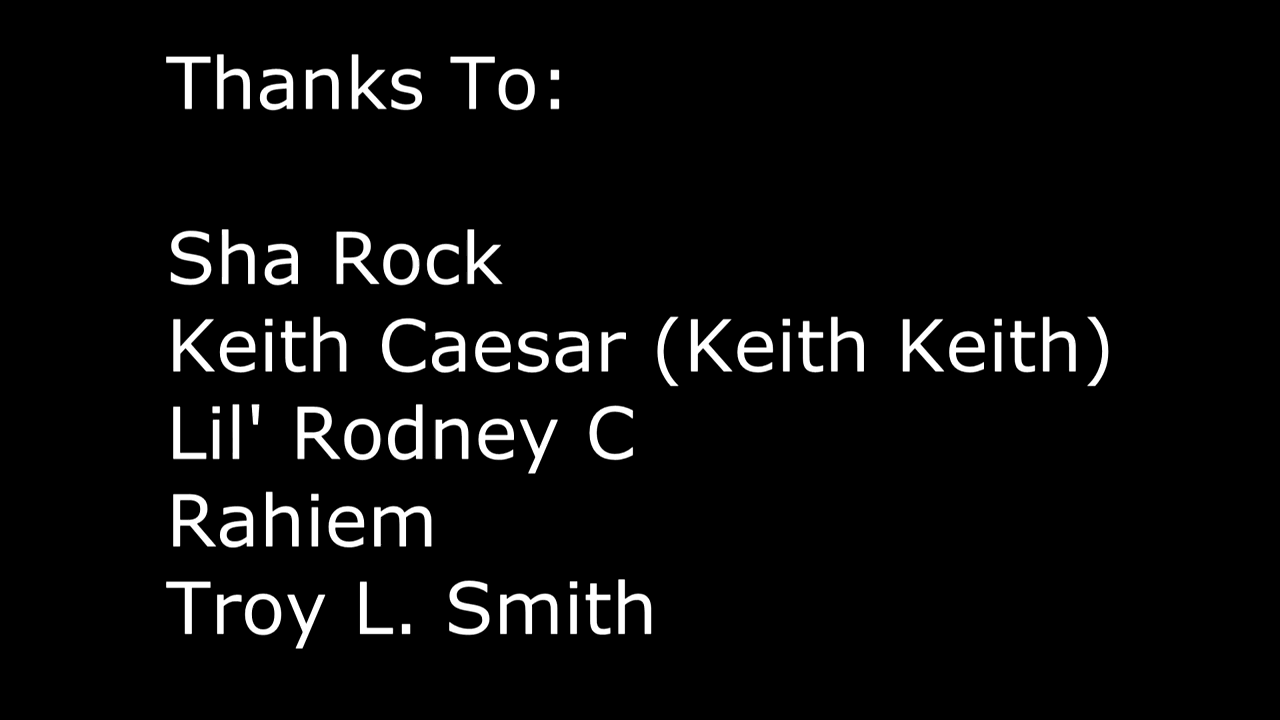 Thanks To:
Sha Rock
Keith Caesar (Keith Keith)
Lil' Rodney C
Rahiem
Troy L. Smith